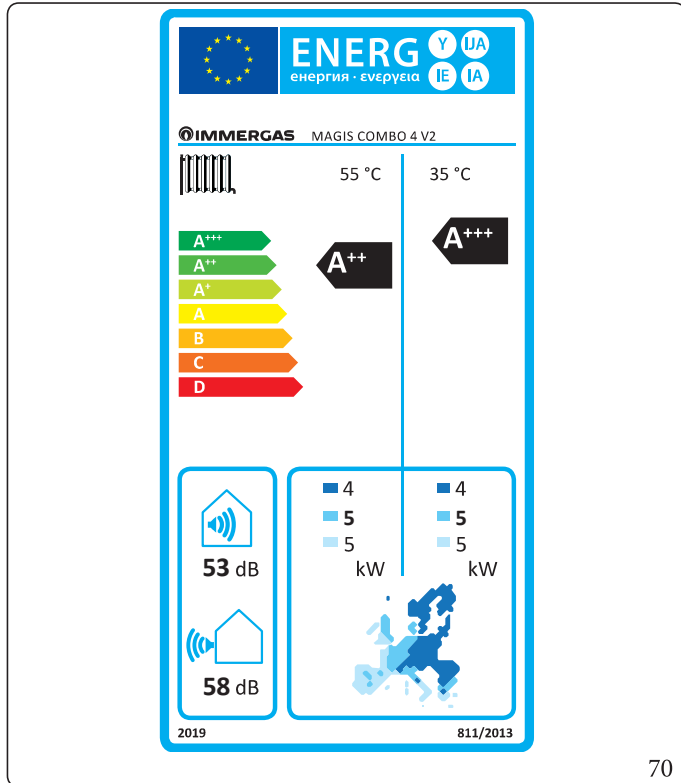 ENERG Y IJA
енергия · ενεργεια IE IA
IMMERGAS MAGIS COMBO 4 V2
55 °C 35 °C
A+++
A++
A+
A
B
C
D
A++
A+++
53 dB
58 dB
4 4
5 5
5 5
kW kW
2019 811/2013
70